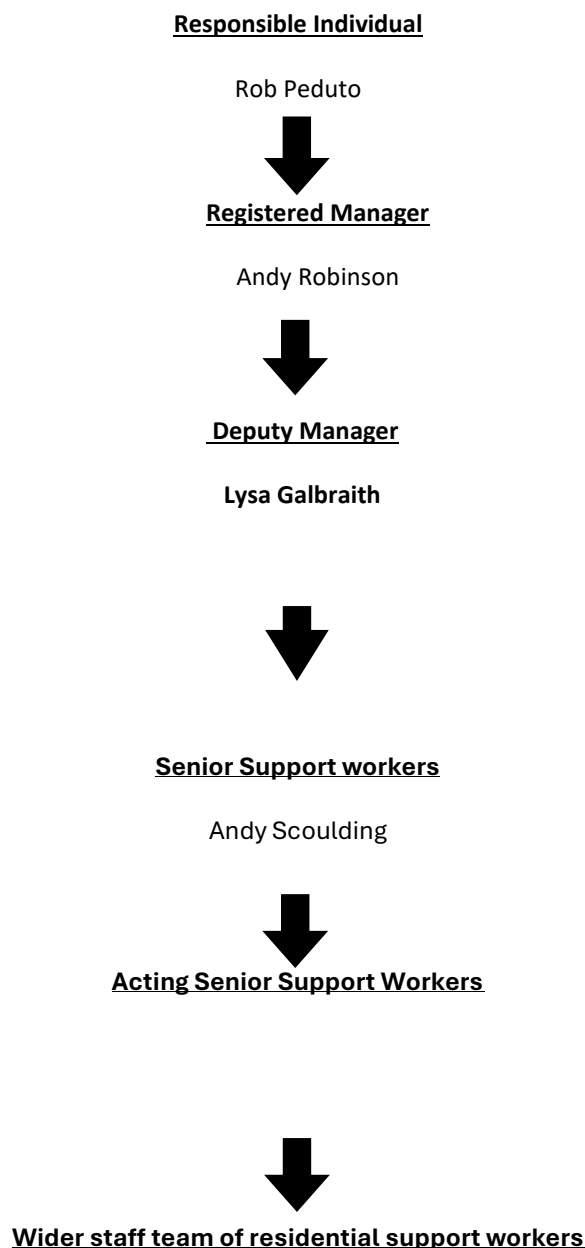 Responsible Individual
Rob Peduto
Registered Manager
Andy Robinson
Deputy Manager
Lysa Galbraith
Senior Support workers
Andy Scoulding
Acting Senior Support Workers
Wider staff team of residential support workers